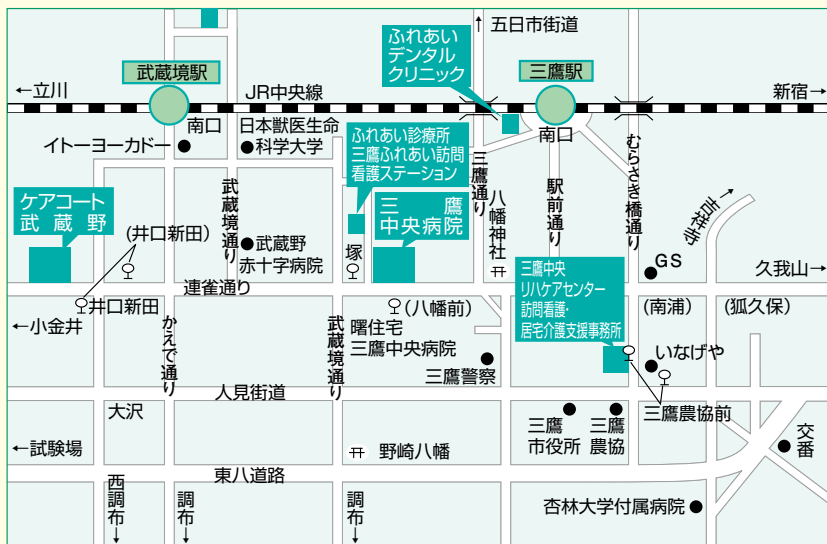 ↑五日市街道
ふれあい
デンタル
クリニック
武蔵境駅
三鷹駅
←立川
JR中央線
新宿→
南口
日本獣医生命
科学大学
南口
イトーヨーカドー
ふれあい診療所
三鷹ふれあい訪問
看護ステーション
三鷹通り
むらさき橋通り
吉祥寺→
ケアコート
武蔵野
(井口新田)
武蔵境通り
武蔵野
赤十字病院
塚
三鷹
中央病院
八幡神社
駅前通り
三鷹中央
リハケアセンター
訪問看護・
居宅介護支援事務所
GS
久我山→
連雀通り
井口新田
(八幡前)
(南浦)
(狐久保)
←小金井
かえで通り
武蔵境通り
曙住宅
三鷹中央病院
三鷹警察
いなげや
人見街道
大沢
三鷹
市役所
三鷹
農協
三鷹農協前
←試験場
野崎八幡
交番
東八道路
西調布→
調布→
調布→
杏林大学付属病院